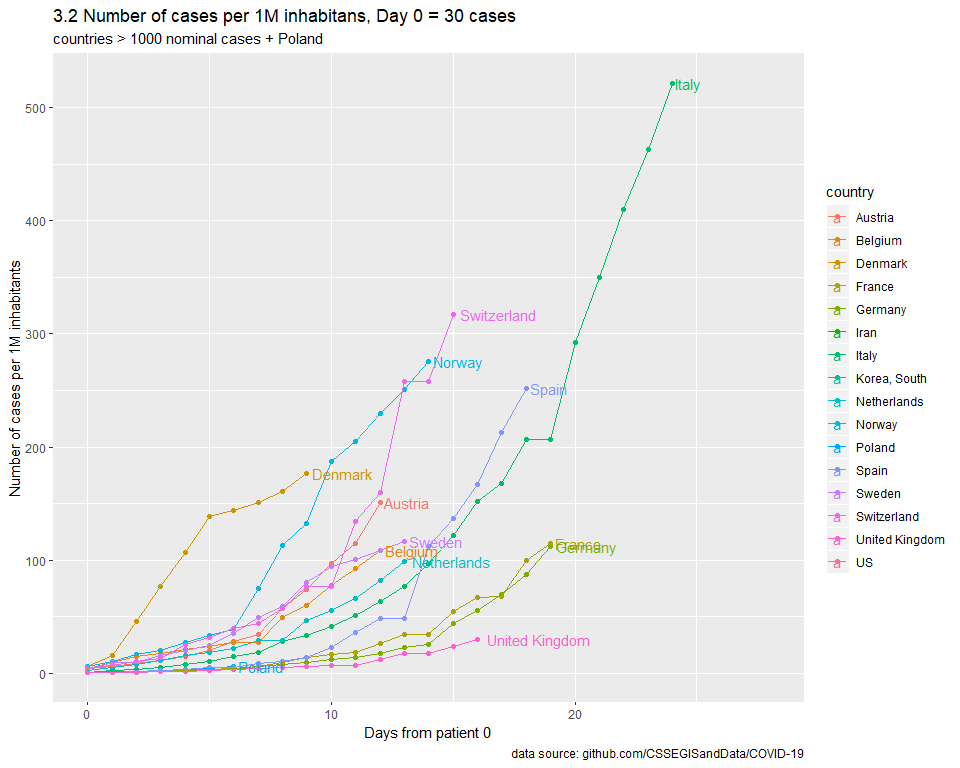 3.2 Number of cases per 1M inhabitans, Day 0 = 30 cases
countries > 1000 nominal cases + Poland
Number of cases per 1M inhabitants
500
400
300
200
100
0
Italy
Switzerland
Norway
Spain
Denmark
Austria
Sweden
France
Germany
Belgium
Netherlands
United Kingdom
Poland
0
10
20
Days from patient 0
country
a Austria
a Belgium
a Denmark
a France
a Germany
a Iran
a Italy
a Korea, South
a Netherlands
a Norway
a Poland
a Spain
a Sweden
a Switzerland
a United Kingdom
a US
data source: github.com/CSSEGISandData/COVID-19